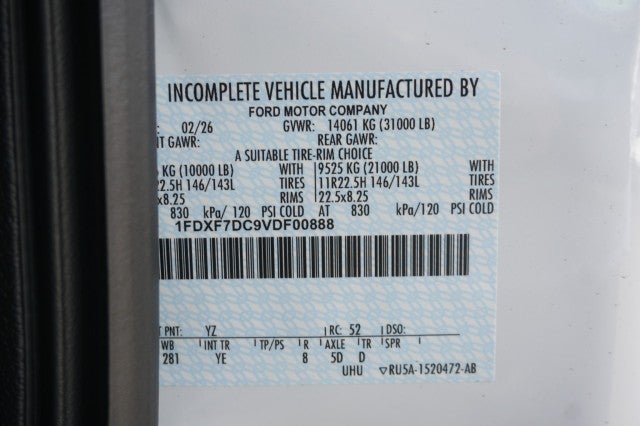 INCOMPLETE VEHICLE MANUFACTURED BY
FORD MOTOR COMPANY
: 02/26 GVWR: 14061 KG (31000 LB)
IT GAWR: REAR GAWR:
A SUITABLE TIRE-RIM CHOICE
KG (10000 LB) WITH 9525 KG (21000 LB) WITH
22.5H 146/143L TIRES 11R22.5H 146/143L TIRES
x8.25 RIMS 22.5x8.25 RIMS
830 kPa/ 120 PSI COLD AT 830 kPa/120 PSI COLD
1FDXF7DC9VDF00888
T PNT: YZ RC: 52 DSO:
WB INT TR TP/PS R AXLE TR SPR
281 YE 8 5D D
UHU ▽RU5A-1520472-AB